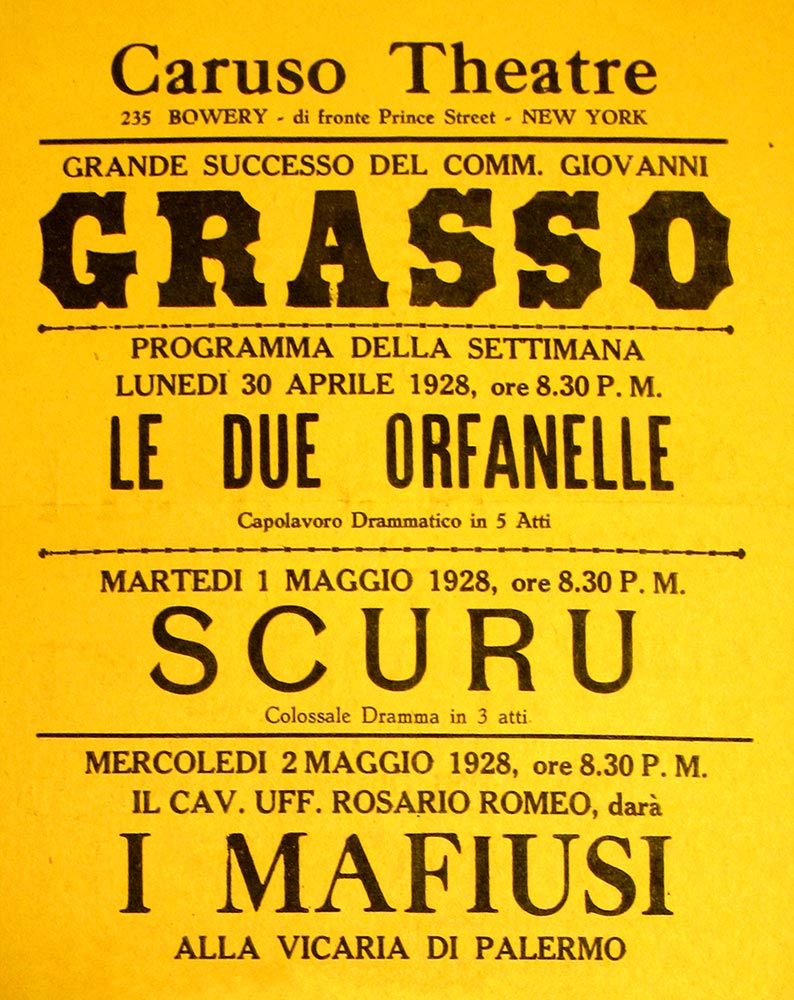 Caruso Theatre
235 BOWERY - di fronte Prince Street - NEW YORK
GRANDE SUCCESSO DEL COMM. GIOVANNI
GRASSO
PROGRAMMA DELLA SETTIMANA
LUNEDI 30 APRILE 1928, ore 8.30 P. M.
LE DUE ORFANELLE
Capolavoro Drammatico in 5 Atti
MARTEDI 1 MAGGIO 1928, ore 8.30 P. M.
SCURU
Colossale Dramma in 3 atti
MERCOLEDI 2 MAGGIO 1928, ore 8.30 P. M.
IL CAV. UFF. ROSARIO ROMEO, darà
I MAFIUSI
ALLA VICARIA DI PALERMO